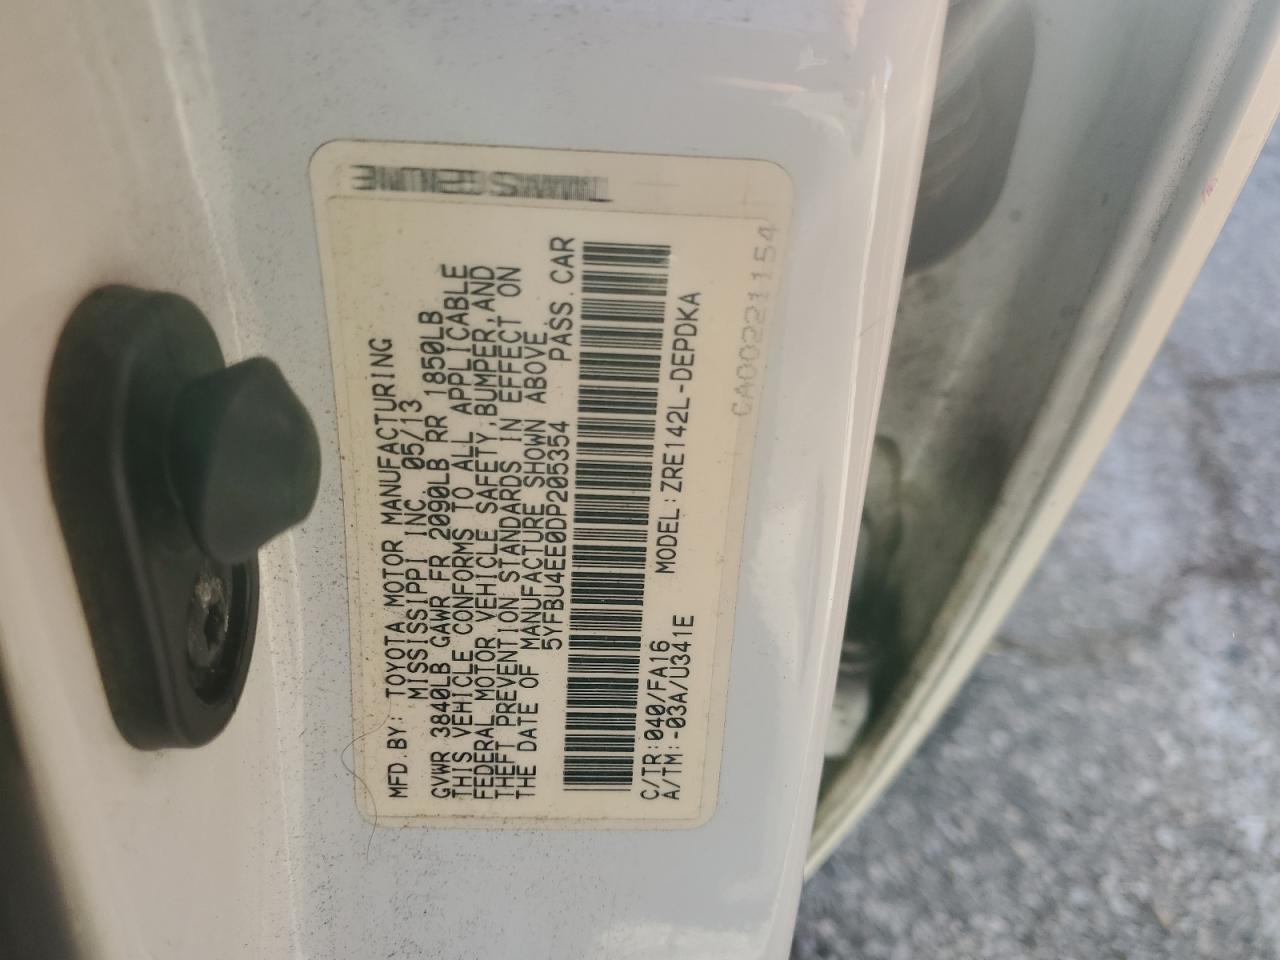 MFD.BY: TOYOTA MOTOR MANUFACTURING
MISSISSIPPI INC 05/13
GVWR 3840LB GAWR FR 2090LB RR 1850LB
THIS VEHICLE CONFORMS TO ALL APPLICABLE
FEDERAL MOTOR VEHICLE SAFETY,BUMPER,AND
THEFT PREVENTION STANDARDS IN EFFECT ON
THE DATE OF MANUFACTURE SHOWN ABOVE.
5YFBU4EE0DP205354 PASS.CAR
C/TR:040/FA16 MODEL:ZRE142L-DEPDKA
A/TM:-03A/U341E
CA00221154